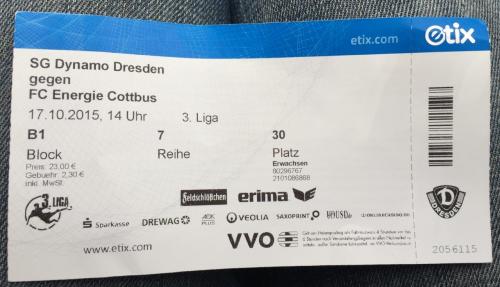 etix.com
etix
SG Dynamo Dresden
gegen
FC Energie Cottbus
17.10.2015, 14 Uhr 3. Liga
B1 7 30
Block Reihe Platz
Preis: 23,00 € Erwachsen
Gebuehr: 2,30 € 80296767
inkl. MwSt. 2101086868
Feldschlößchen erima
3. LIGA
Sparkasse DREWAG VEOLIA SAXOPRINT
DRESDEN
www.etix.com
VVO
2056115